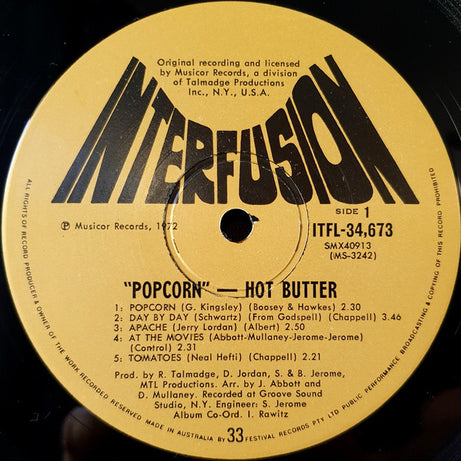 Original recording and licensed
by Musicor Records, a division
of Talmadge Productions
Inc., N.Y., U.S.A.
INTERFUSION
SIDE 1
℗ Musicor Records, 1972
ITFL-34,673
SMX40913
(MS-3242)
"POPCORN" — HOT BUTTER
1: POPCORN (G. Kingsley) (Boosey & Hawkes) 2.30
2: DAY BY DAY (Schwartz) (From Godspell) (Chappell) 3.46
3: APACHE (Jerry Lordan) (Albert) 2.50
4: AT THE MOVIES (Abbott-Mullaney-Jerome-Jerome)
(Control) 2.31
5: TOMATOES (Neal Hefti) (Chappell) 2.21
Prod. by R. Talmadge, D. Jordan, S. & B. Jerome,
MTL Productions. Arr. by J. Abbott and
D. Mullaney. Recorded at Groove Sound
Studio, N.Y. Engineer: S. Jerome
Album Co-Ord. I. Rawitz
ALL RIGHTS OF RECORD PRODUCER & OWNER OF THE RECORDED WORK RESERVED MADE IN AUSTRALIA BY 33 FESTIVAL RECORDS PTY LTD PUBLIC PERFORMANCE BROADCASTING & COPYING OF THIS RECORD PROHIBITED